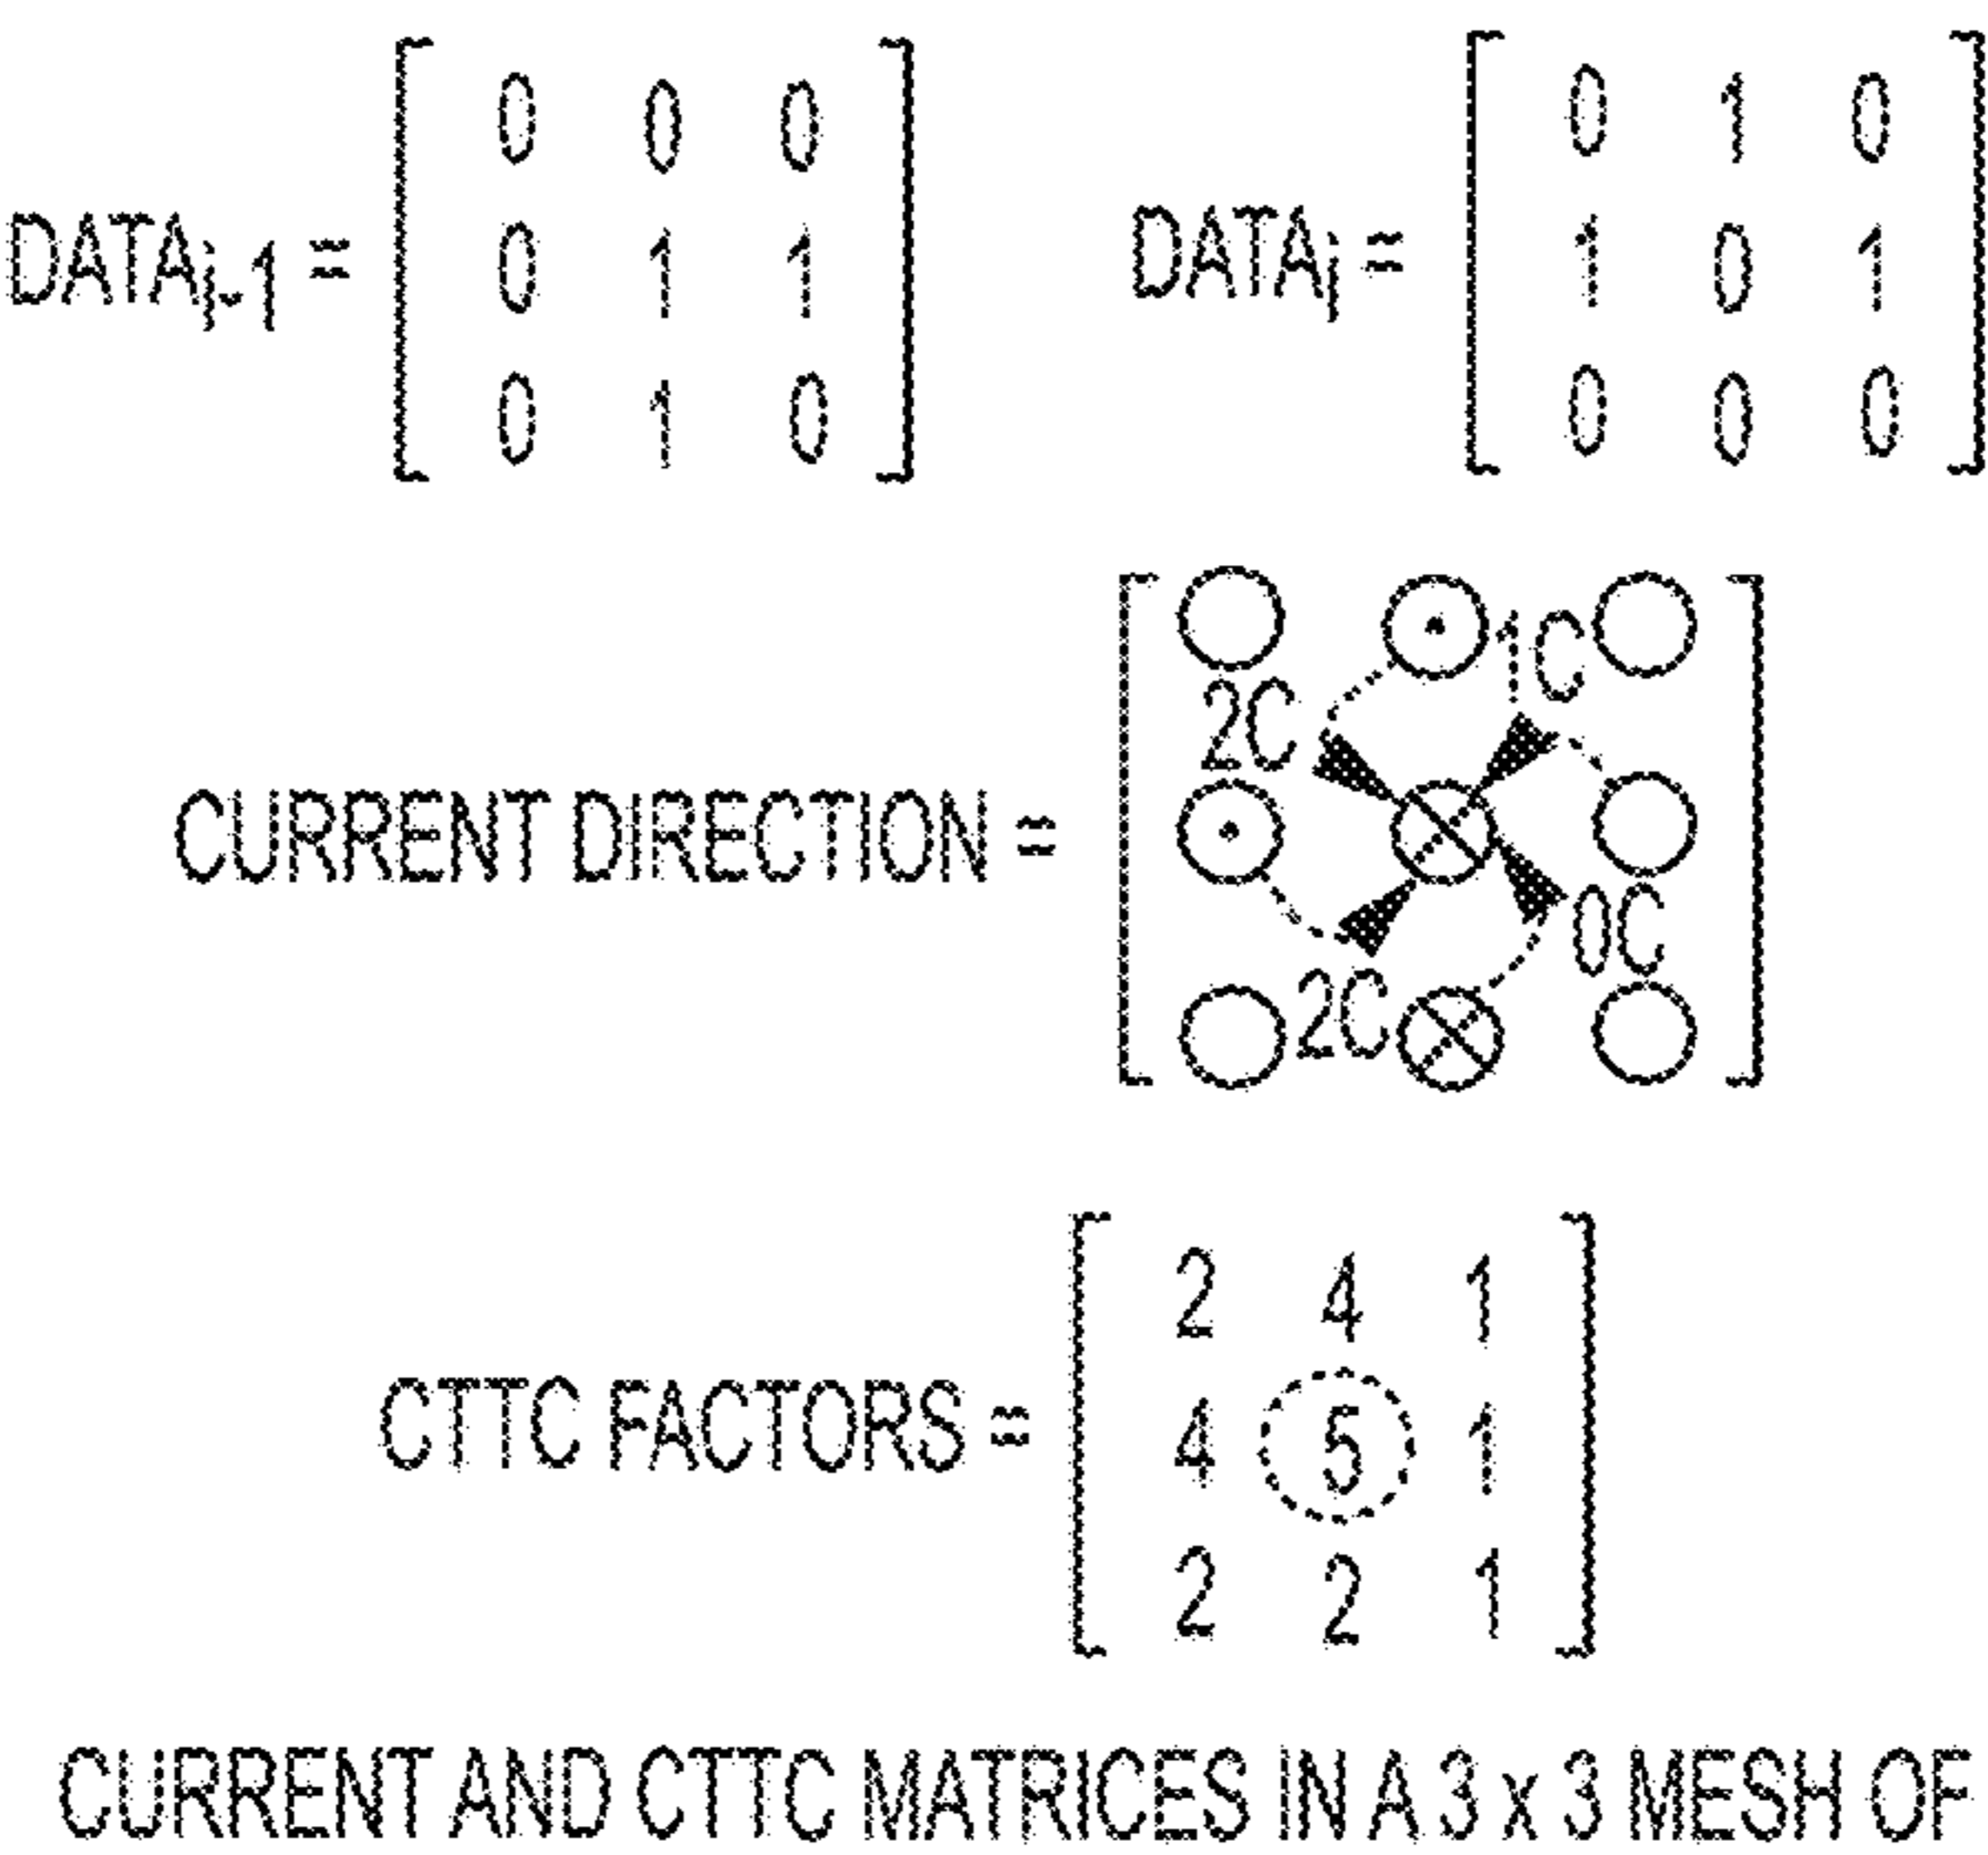 0 0 0 0 1 0
DATAj-1 = 0 1 1 DATAj = 1 0 1
0 1 0 0 0 0
1C
2C
CURRENT DIRECTION =
0C
2C
2 4 1
CTTC FACTORS = 4 5 1
2 2 1
CURRENT AND CTTC MATRICES IN A 3 x 3 MESH OF